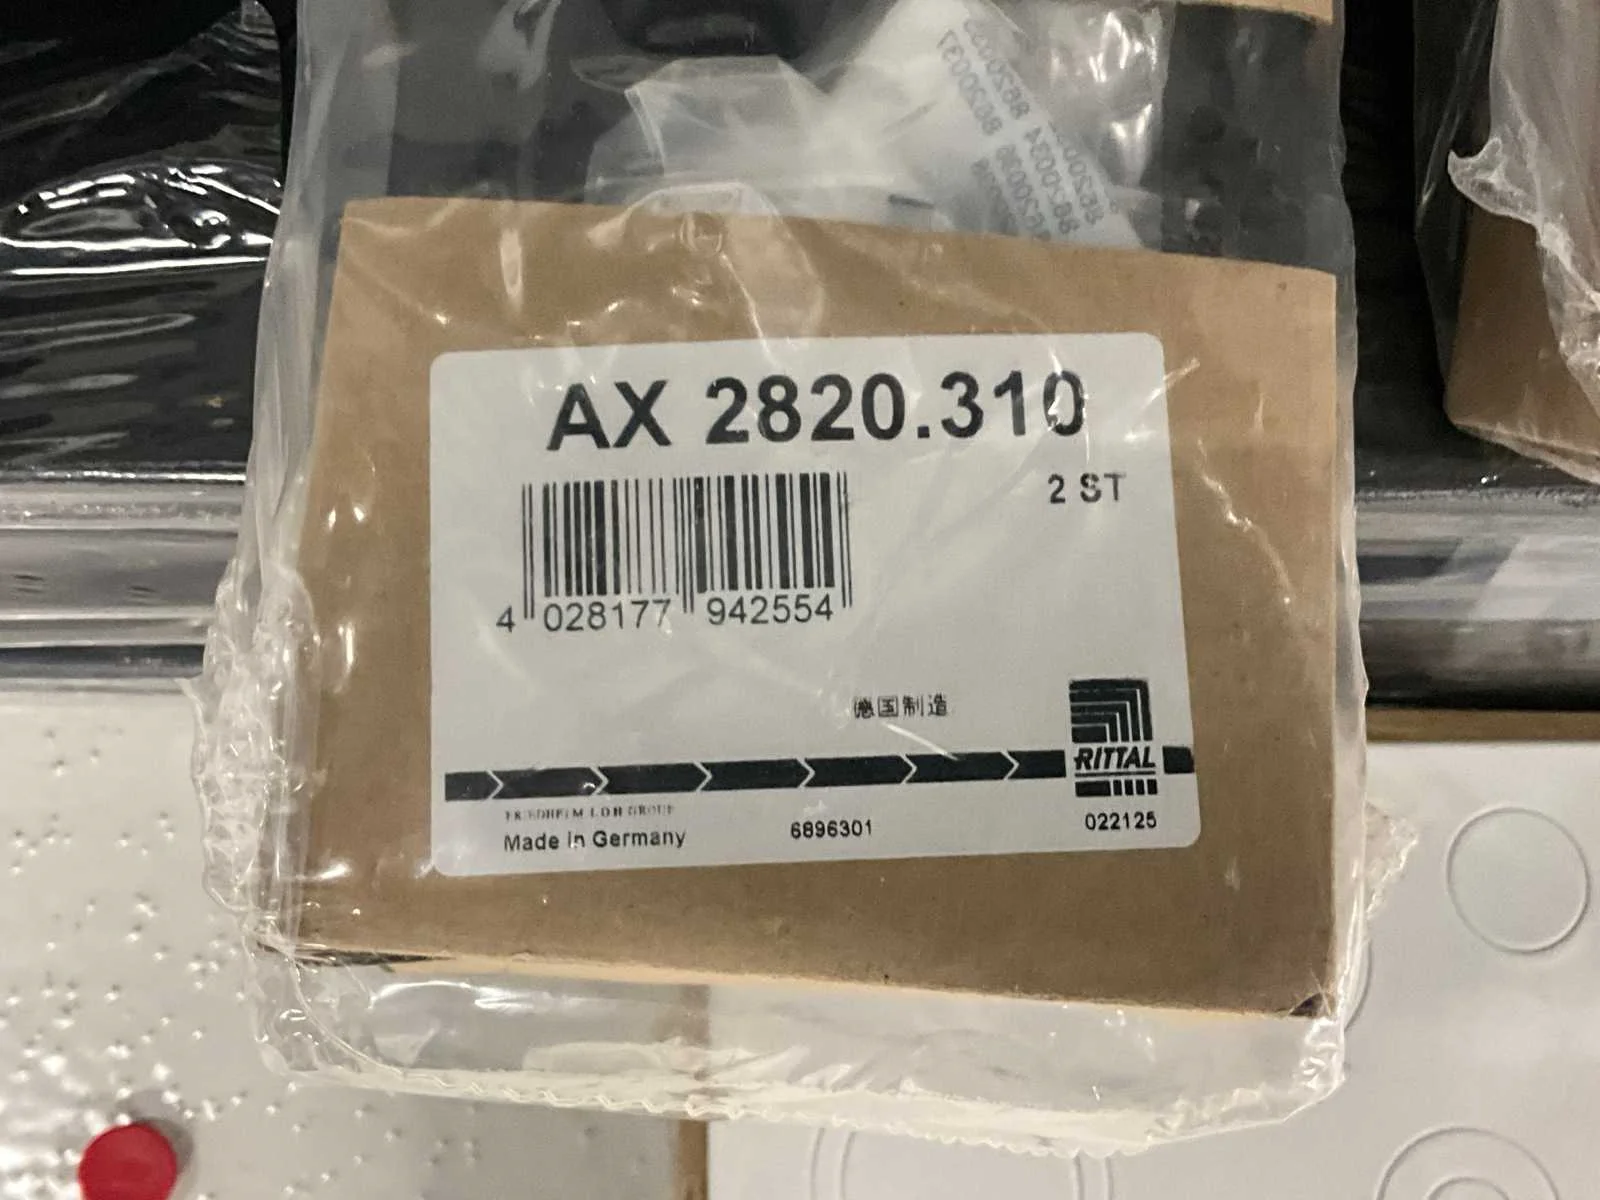 AX 2820.310
2 ST
4 028177 942554
德国制造
RITTAL
FRIEDHELM LOH GROUP
Made in Germany
6896301
022125